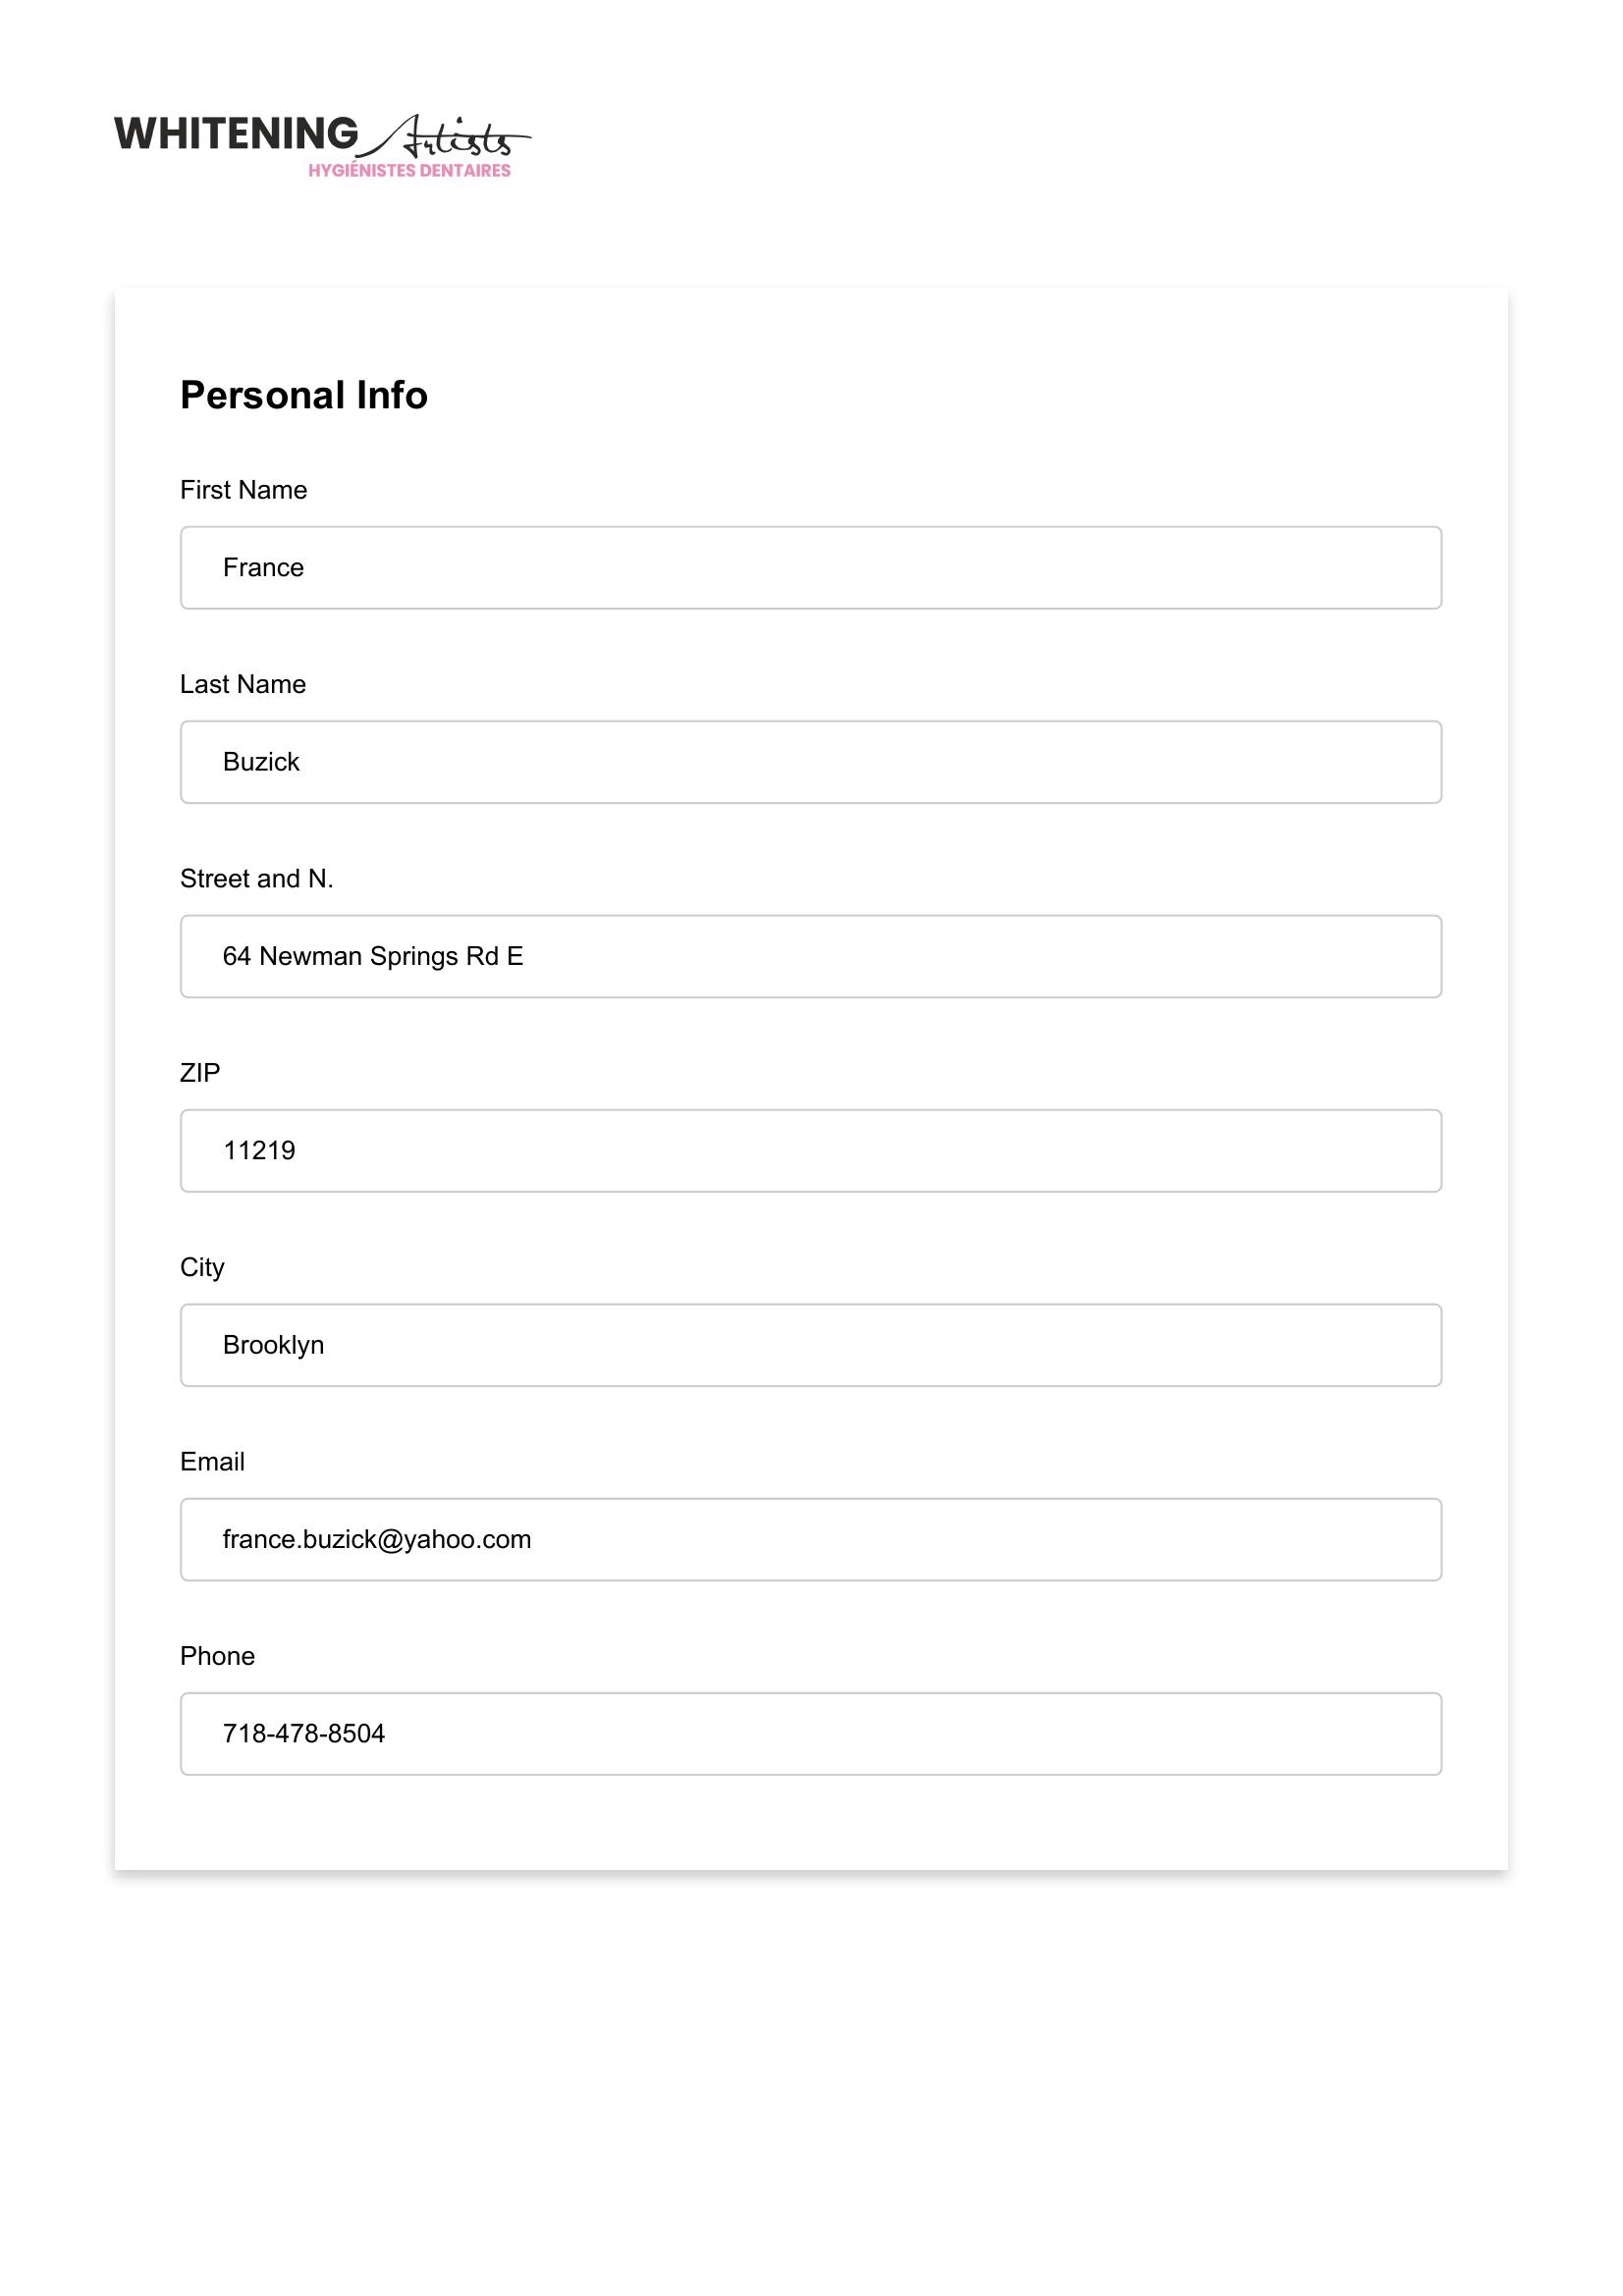 WHITENING Artists
HYGIÉNISTES DENTAIRES
Personal Info
First Name
France
Last Name
Buzick
Street and N.
64 Newman Springs Rd E
ZIP
11219
City
Brooklyn
Email
france.buzick@yahoo.com
Phone
718-478-8504